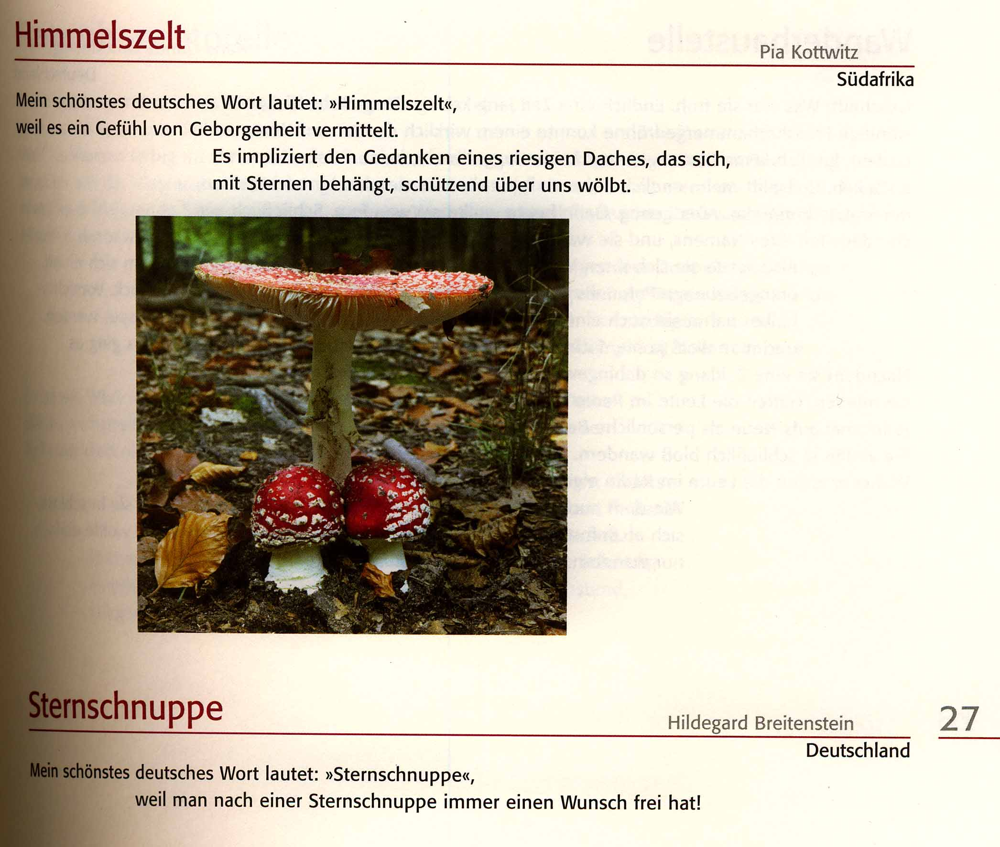 Himmelszelt
Pia Kottwitz
Südafrika
Mein schönstes deutsches Wort lautet: »Himmelszelt«,
weil es ein Gefühl von Geborgenheit vermittelt.
Es impliziert den Gedanken eines riesigen Daches, das sich,
mit Sternen behängt, schützend über uns wölbt.
Sternschnuppe
Hildegard Breitenstein
27
Deutschland
Mein schönstes deutsches Wort lautet: »Sternschnuppe«,
weil man nach einer Sternschnuppe immer einen Wunsch frei hat!